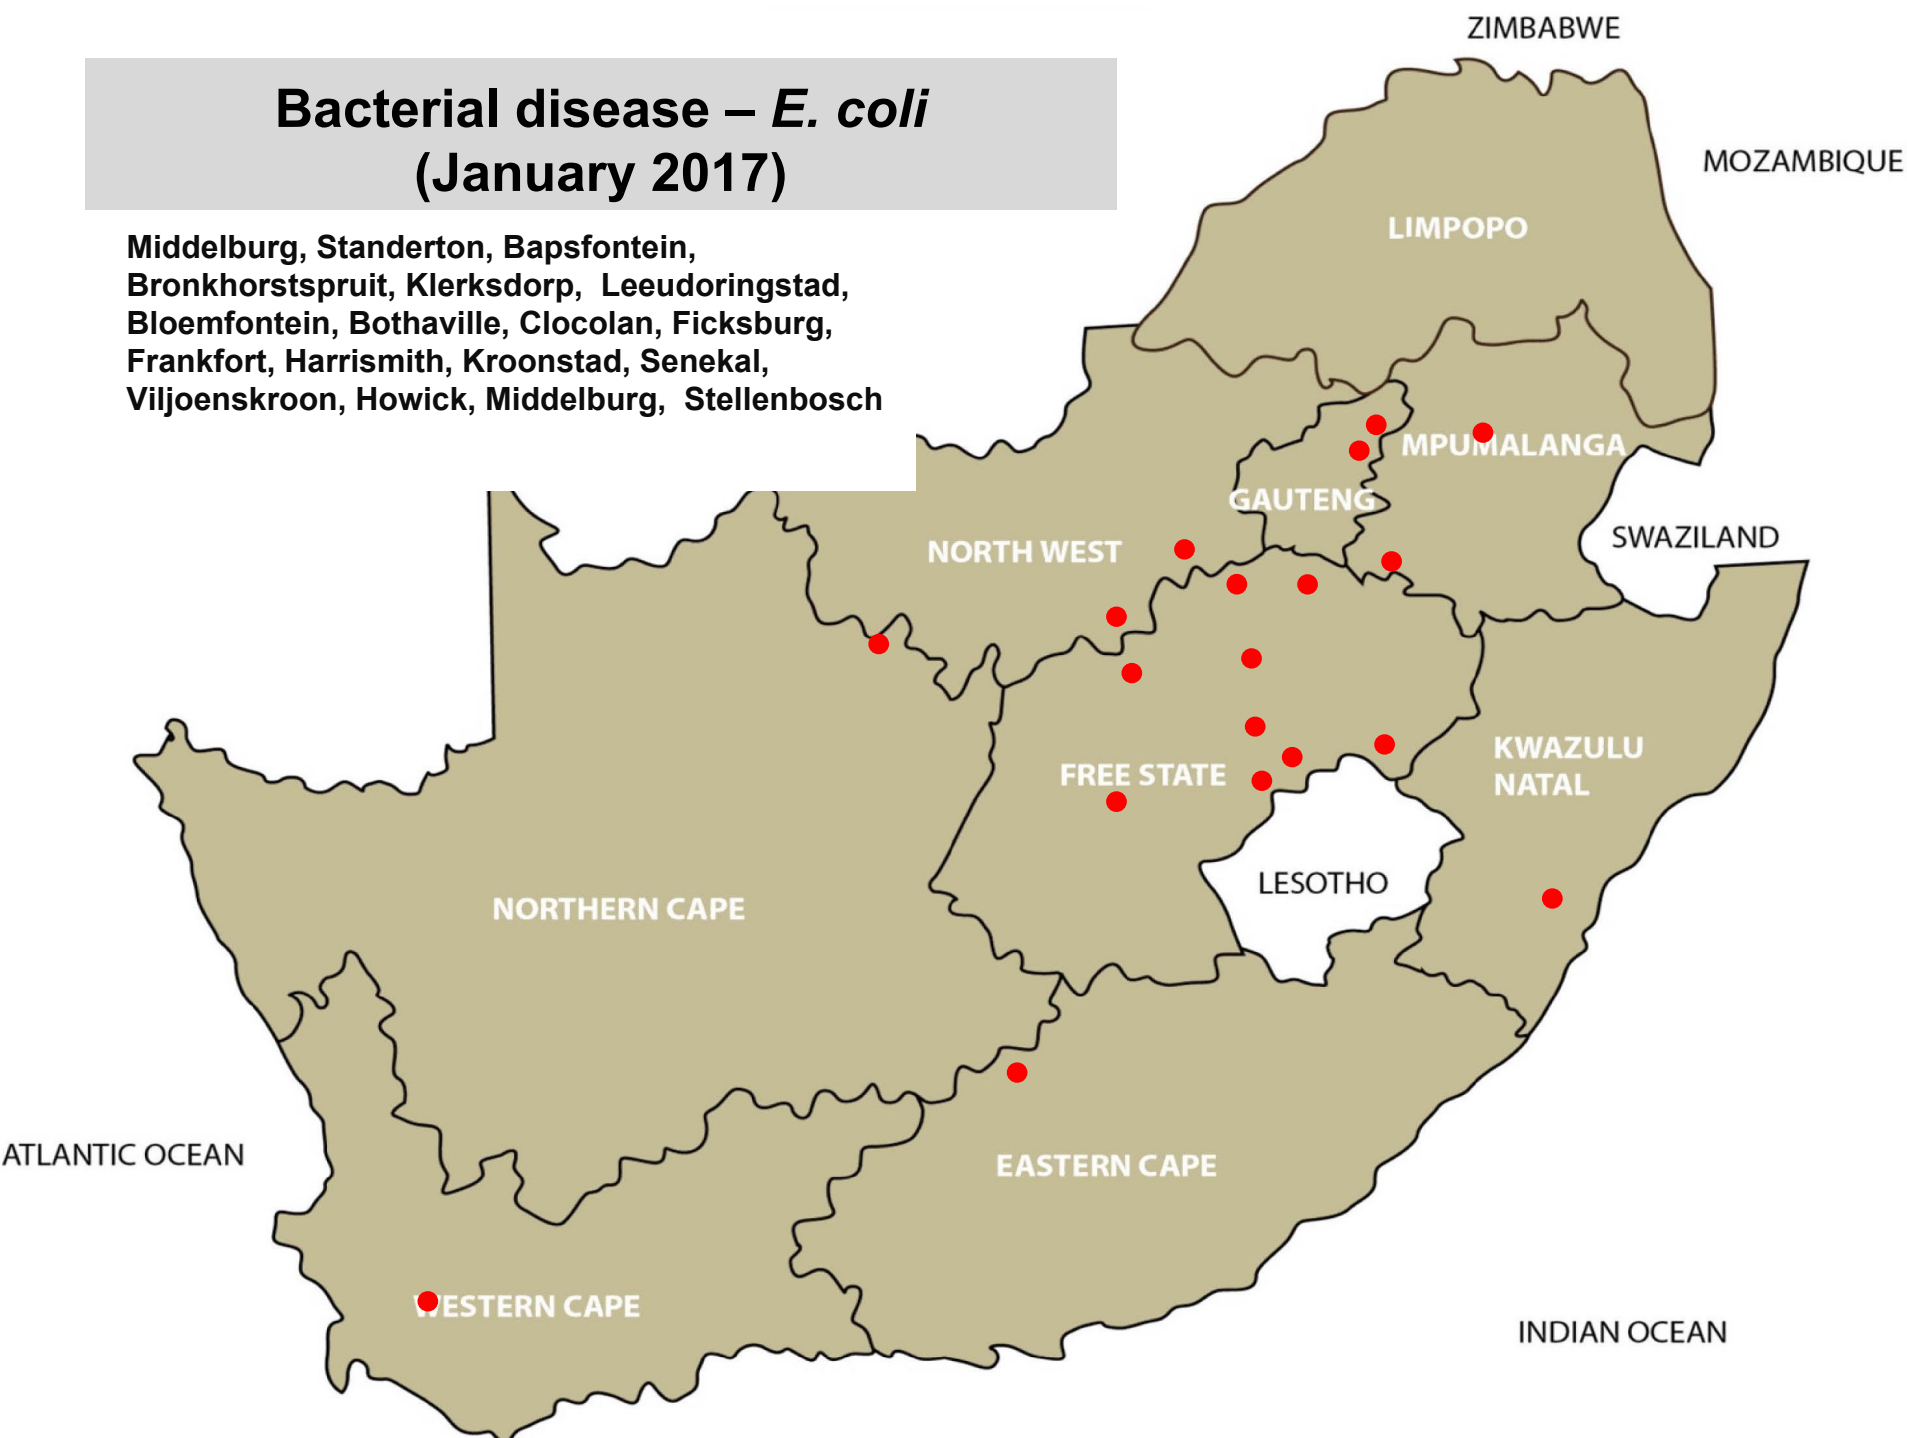 ZIMBABWE
Bacterial disease – E. coli
(January 2017)
MOZAMBIQUE
LIMPOPO
Middelburg, Standerton, Bapsfontein,
Bronkhorstspruit, Klerksdorp,  Leeudoringstad,
Bloemfontein, Bothaville, Clocolan, Ficksburg,
Frankfort, Harrismith, Kroonstad, Senekal,
Viljoenskroon, Howick, Middelburg,  Stellenbosch
MPUMALANGA
GAUTENG
NORTH WEST
SWAZILAND
KWAZULU
NATAL
FREE STATE
LESOTHO
NORTHERN CAPE
ATLANTIC OCEAN
EASTERN CAPE
WESTERN CAPE
INDIAN OCEAN